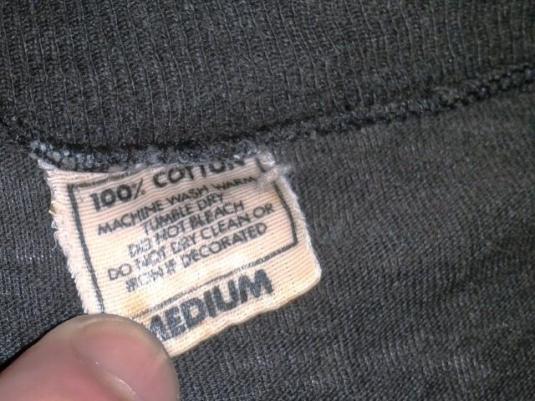 100% COTTON
MACHINE WASH WARM
TUMBLE DRY
DO NOT BLEACH
DO NOT DRY CLEAN OR
IRON IF DECORATED
MEDIUM